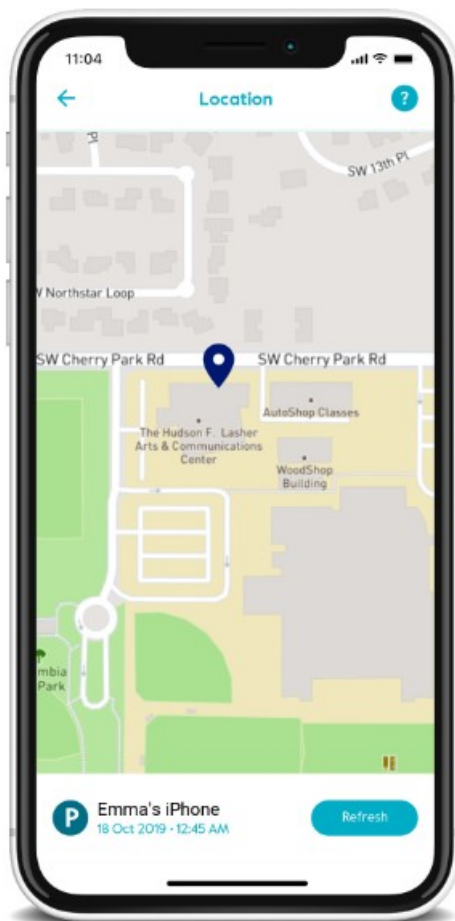 11:04
Location
?
Pl
SW 13th Pl
W Northstar Loop
SW Cherry Park Rd
SW Cherry Park Rd
AutoShop Classes
The Hudson F. Lasher
Arts & Communications
Center
WoodShop
Building
mbia
Park
P
Emma's iPhone
18 Oct 2019 · 12:45 AM
Refresh